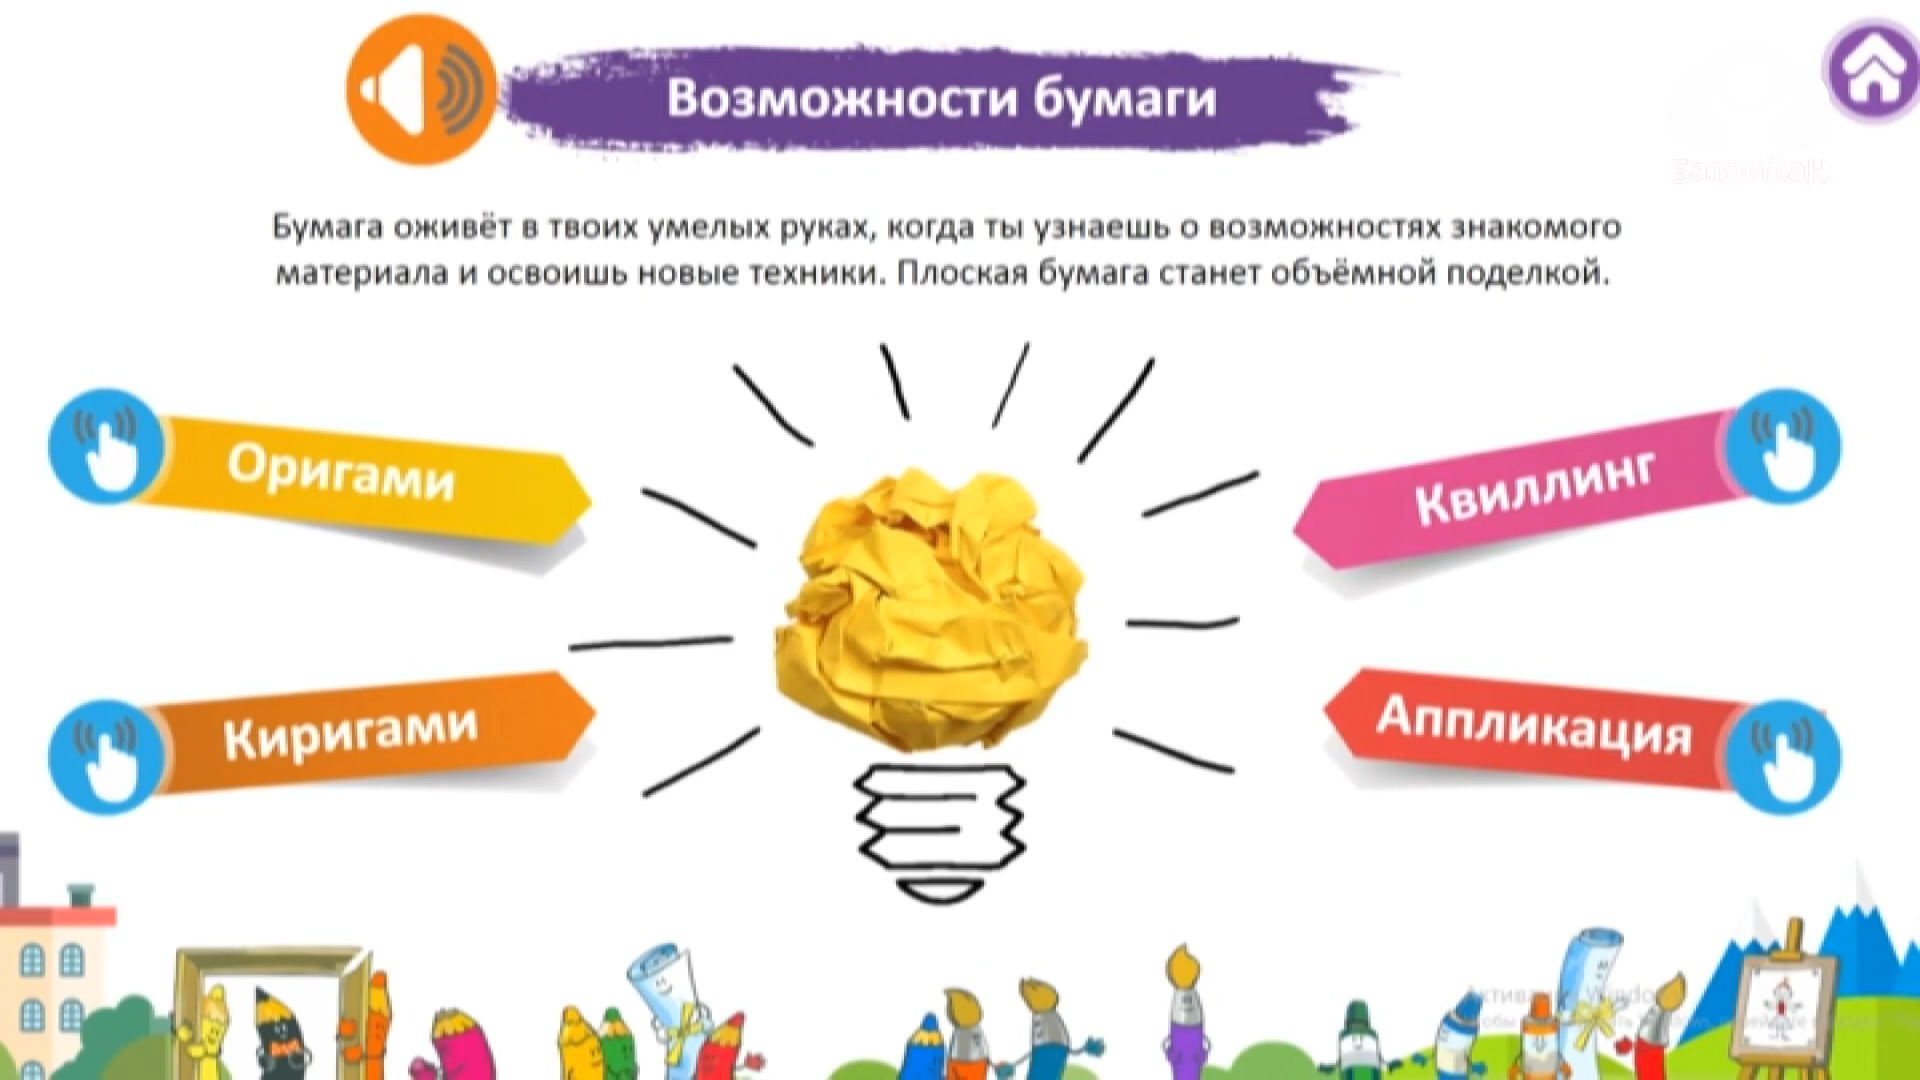 Возможности бумаги
Бумага оживёт в твоих умелых руках, когда ты узнаешь о возможностях знакомого
материала и освоишь новые техники. Плоская бумага станет объёмной поделкой.
Оригами
Квиллинг
Киригами
Аппликация